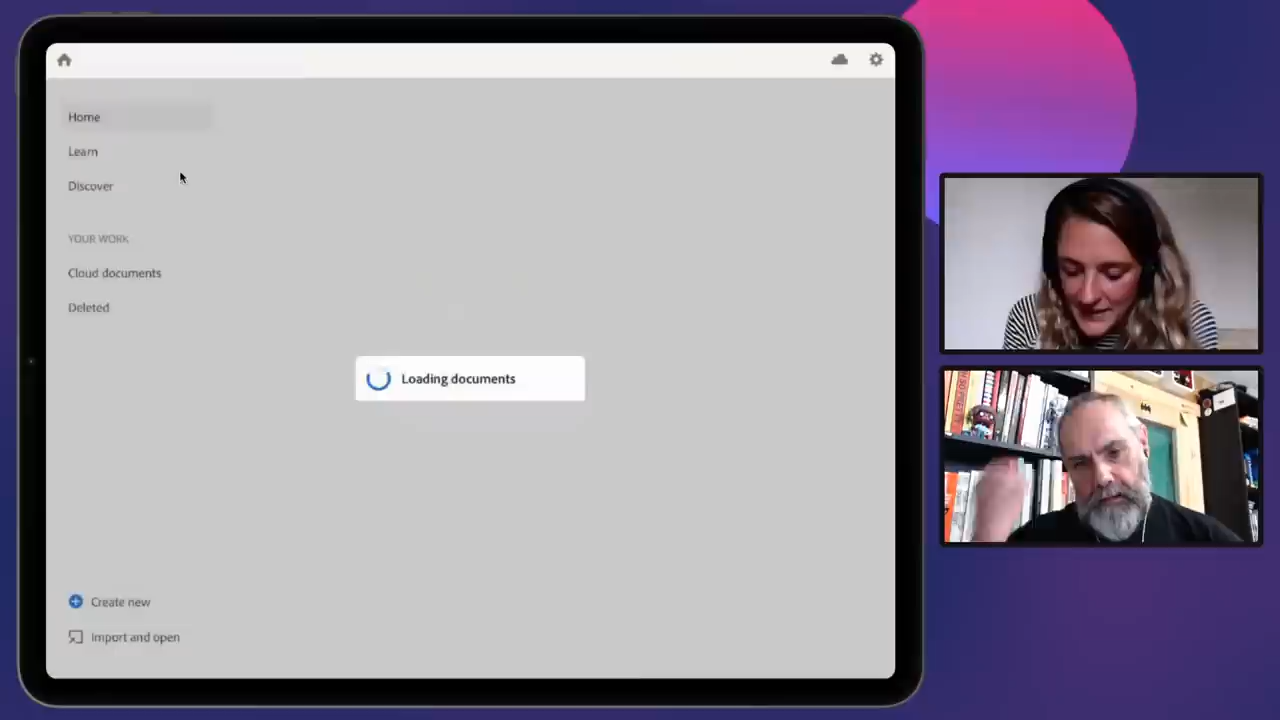 Home
Learn
Discover
YOUR WORK
Cloud documents
Deleted
Loading documents
Create new
Import and open